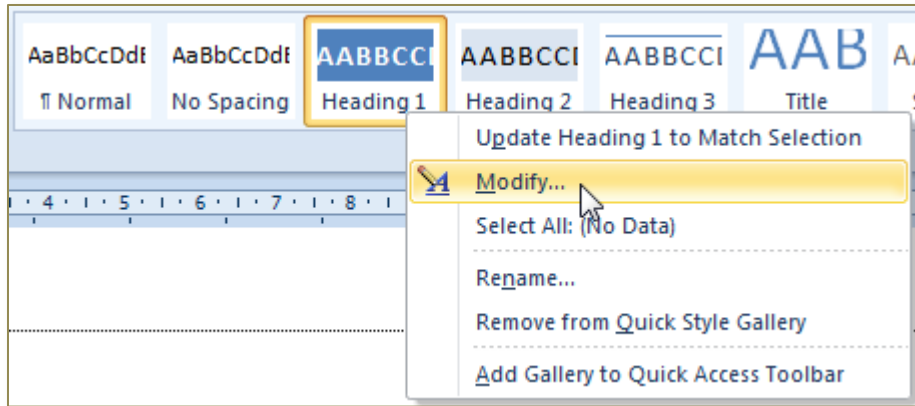 AaBbCcDdE AaBbCcDdE AABBCCI AABBCCI AABBCCI AAB
¶ Normal No Spacing Heading 1 Heading 2 Heading 3 Title
Update Heading 1 to Match Selection
Modify...
Select All: (No Data)
Rename...
Remove from Quick Style Gallery
Add Gallery to Quick Access Toolbar
· 4 · ı · 5 · ı · 6 · ı · 7 · ı · 8 · ı